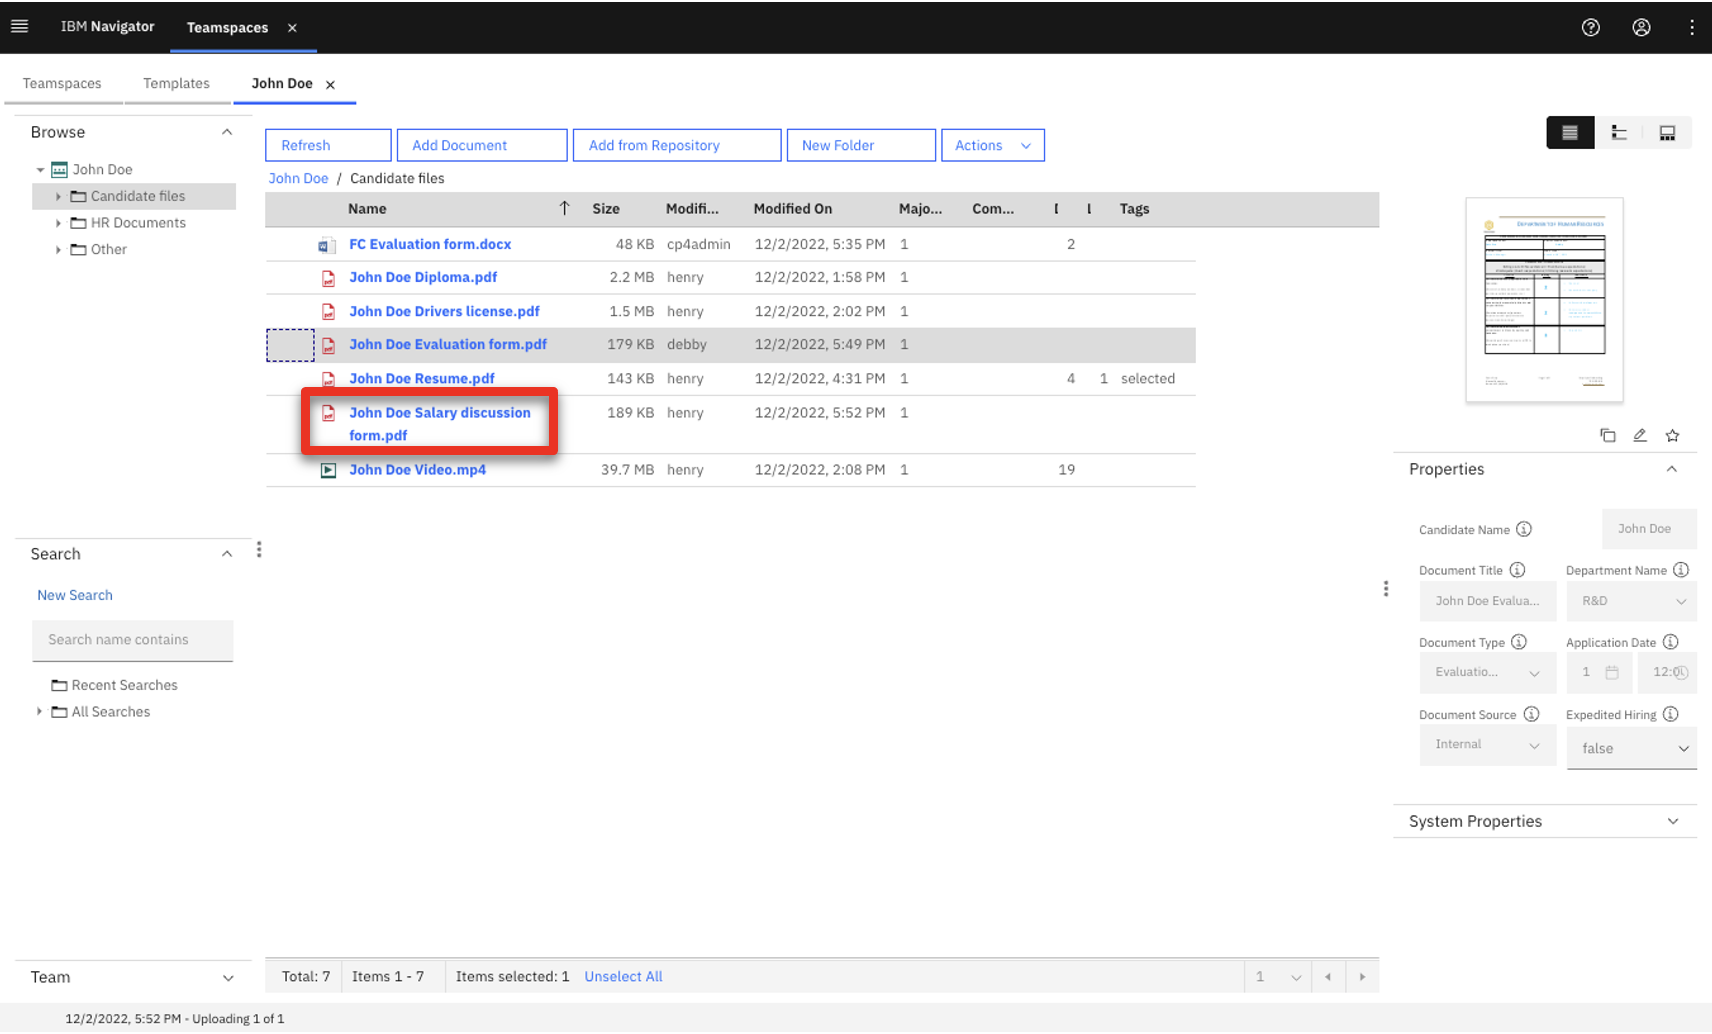 IBM Navigator
Teamspaces
Teamspaces
Templates
John Doe
Browse
John Doe
Candidate files
HR Documents
Other
Search
New Search
Search name contains
Recent Searches
All Searches
Team
Refresh
Add Document
Add from Repository
New Folder
Actions
John Doe / Candidate files
Name Size Modifi... Modified On Majo... Com... Tags
FC Evaluation form.docx 48 KB cp4admin 12/2/2022, 5:35 PM 1 2
John Doe Diploma.pdf 2.2 MB henry 12/2/2022, 1:58 PM 1
John Doe Drivers license.pdf 1.5 MB henry 12/2/2022, 2:02 PM 1
John Doe Evaluation form.pdf 179 KB debby 12/2/2022, 5:49 PM 1
John Doe Resume.pdf 143 KB henry 12/2/2022, 4:31 PM 1 4 1 selected
John Doe Salary discussion 189 KB henry 12/2/2022, 5:52 PM 1
form.pdf
John Doe Video.mp4 39.7 MB henry 12/2/2022, 2:08 PM 1 19
Total: 7 Items 1 - 7 Items selected: 1 Unselect All 1
DEPARTMENT OF HUMAN RESOURCES
Properties
Candidate Name John Doe
Document Title Department Name
John Doe Evalua... R&D
Document Type Application Date
Evaluatio... 1 12:0
Document Source Expedited Hiring
Internal false
System Properties
12/2/2022, 5:52 PM - Uploading 1 of 1